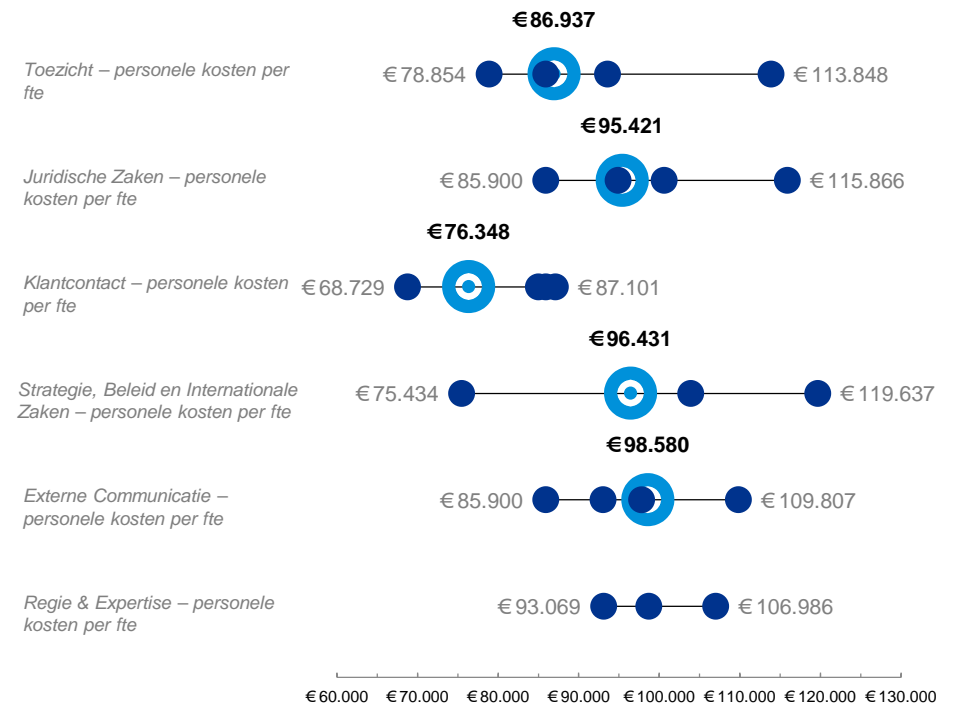 € 86.937
Toezicht – personele kosten per
fte
€ 78.854
€ 113.848
€ 95.421
Juridische Zaken – personele
kosten per fte
€ 85.900
€ 115.866
€ 76.348
Klantcontact – personele kosten
per fte
€ 68.729
€ 87.101
€ 96.431
Strategie, Beleid en Internationale
Zaken – personele kosten per fte
€ 75.434
€ 119.637
€ 98.580
Externe Communicatie –
personele kosten per fte
€ 85.900
€ 109.807
Regie & Expertise – personele
kosten per fte
€ 93.069
€ 106.986
€ 60.000 € 70.000 € 80.000 € 90.000 € 100.000 € 110.000 € 120.000 € 130.000